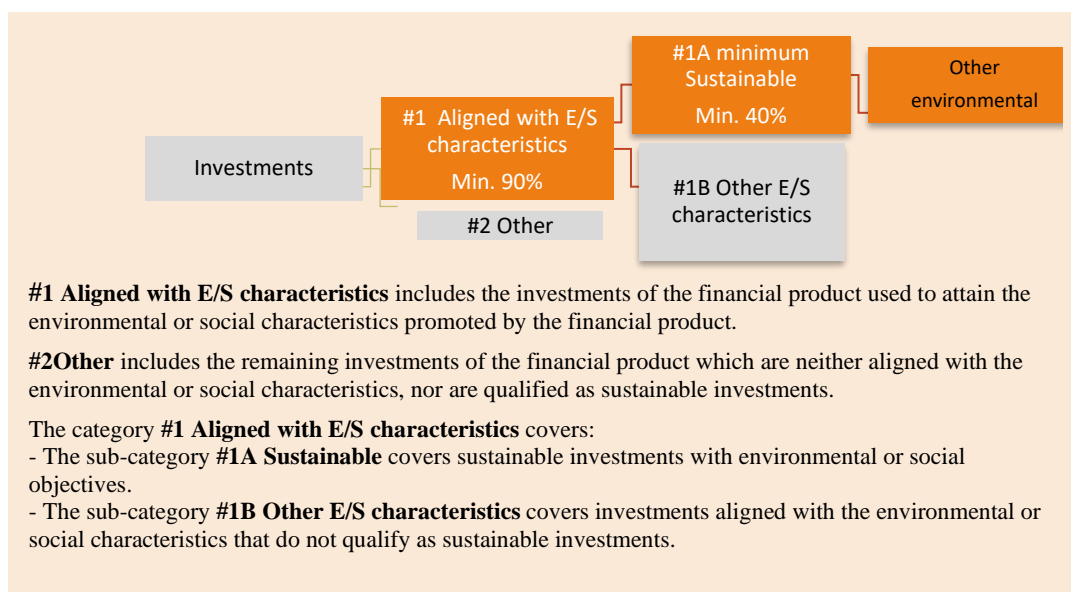 #1A minimum
Sustainable
Min. 40%
Other
environmental
#1 Aligned with E/S
characteristics
Min. 90%
Investments
#1B Other E/S
characteristics
#2 Other
#1 Aligned with E/S characteristics includes the investments of the financial product used to attain the
environmental or social characteristics promoted by the financial product.
#2Other includes the remaining investments of the financial product which are neither aligned with the
environmental or social characteristics, nor are qualified as sustainable investments.
The category #1 Aligned with E/S characteristics covers:
- The sub-category #1A Sustainable covers sustainable investments with environmental or social
objectives.
- The sub-category #1B Other E/S characteristics covers investments aligned with the environmental or
social characteristics that do not qualify as sustainable investments.